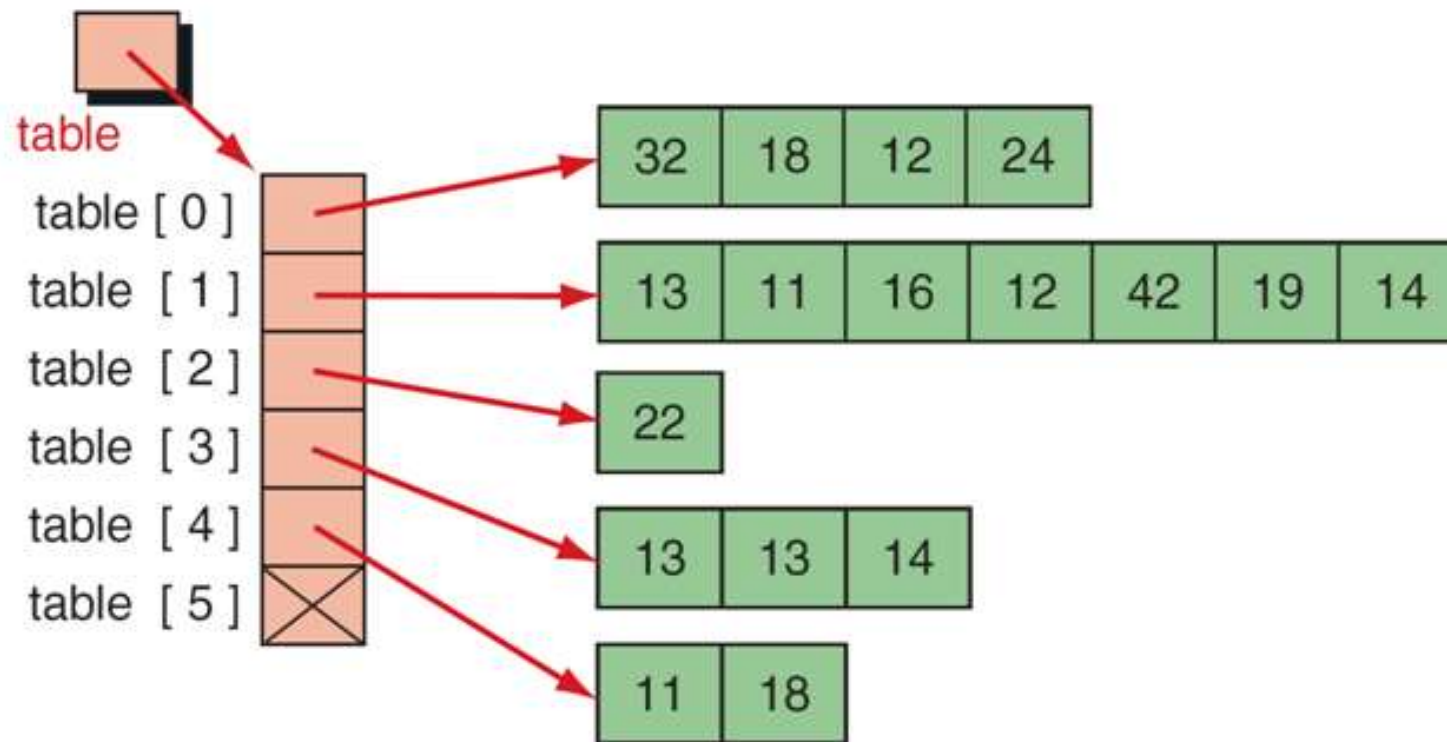 table
table [ 0 ] 32 18 12 24
table [ 1 ] 13 11 16 12 42 19 14
table [ 2 ] 22
table [ 3 ] 13 13 14
table [ 4 ] 11 18
table [ 5 ]